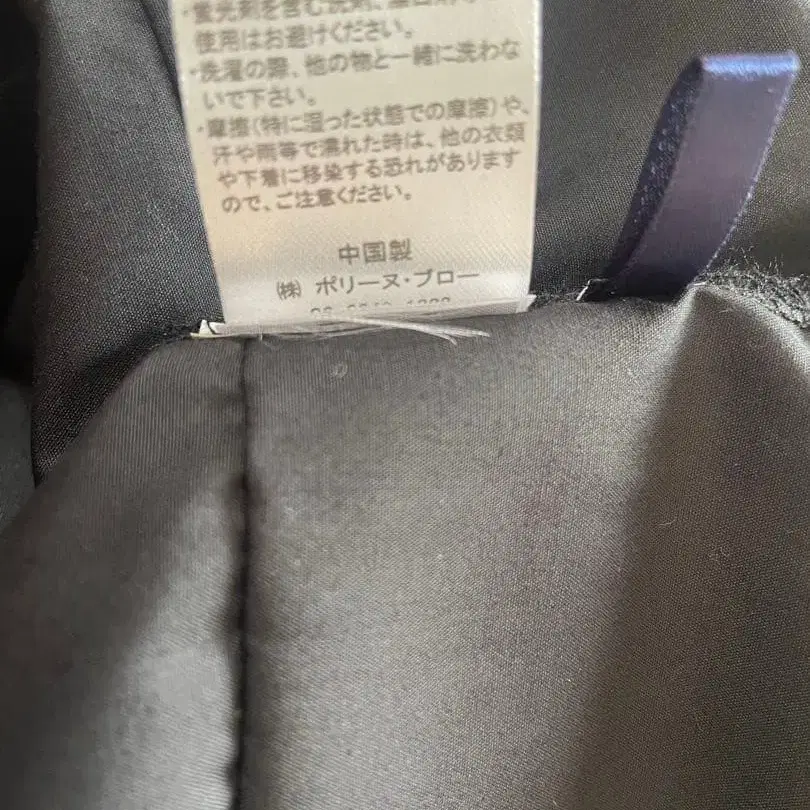 ・蛍光剤を含む洗剤、漂白剤の
使用はお避けください。
・洗濯の際、他の物と一緒に洗わな
いで下さい。
・摩擦(特に湿った状態での摩擦)や、
汗や雨等で濡れた時は、他の衣類
や下着に移染する恐れがあります
ので、ご注意ください。
中国製
㈱ ポリーヌ・ブロー